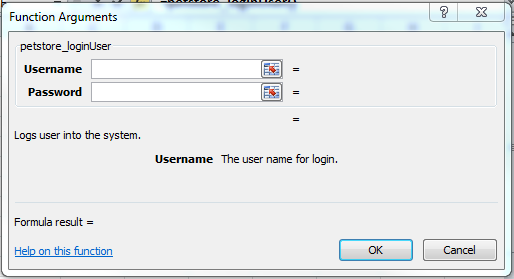 =petstore_loginUser()
Function Arguments
petstore_loginUser
Username =
Password =
=
Logs user into the system.
Username The user name for login.
Formula result =
Help on this function
OK Cancel